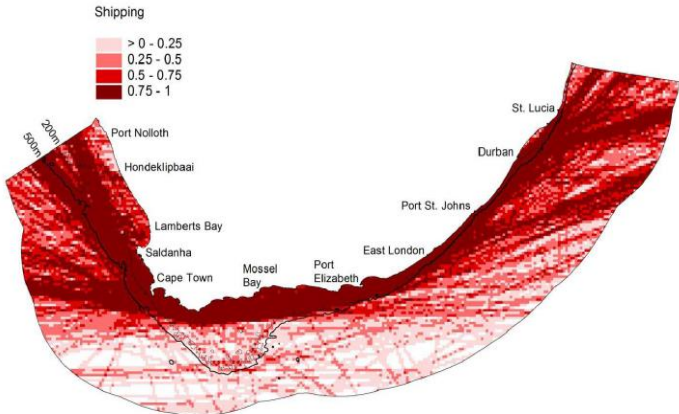 Shipping
> 0 - 0.25
0.25 - 0.5
0.5 - 0.75
0.75 - 1
St. Lucia
200m
500m
Port Nolloth
Durban
Hondeklipbaai
Port St. Johns
Lamberts Bay
Saldanha
East London
Cape Town
Mossel
Bay
Port
Elizabeth